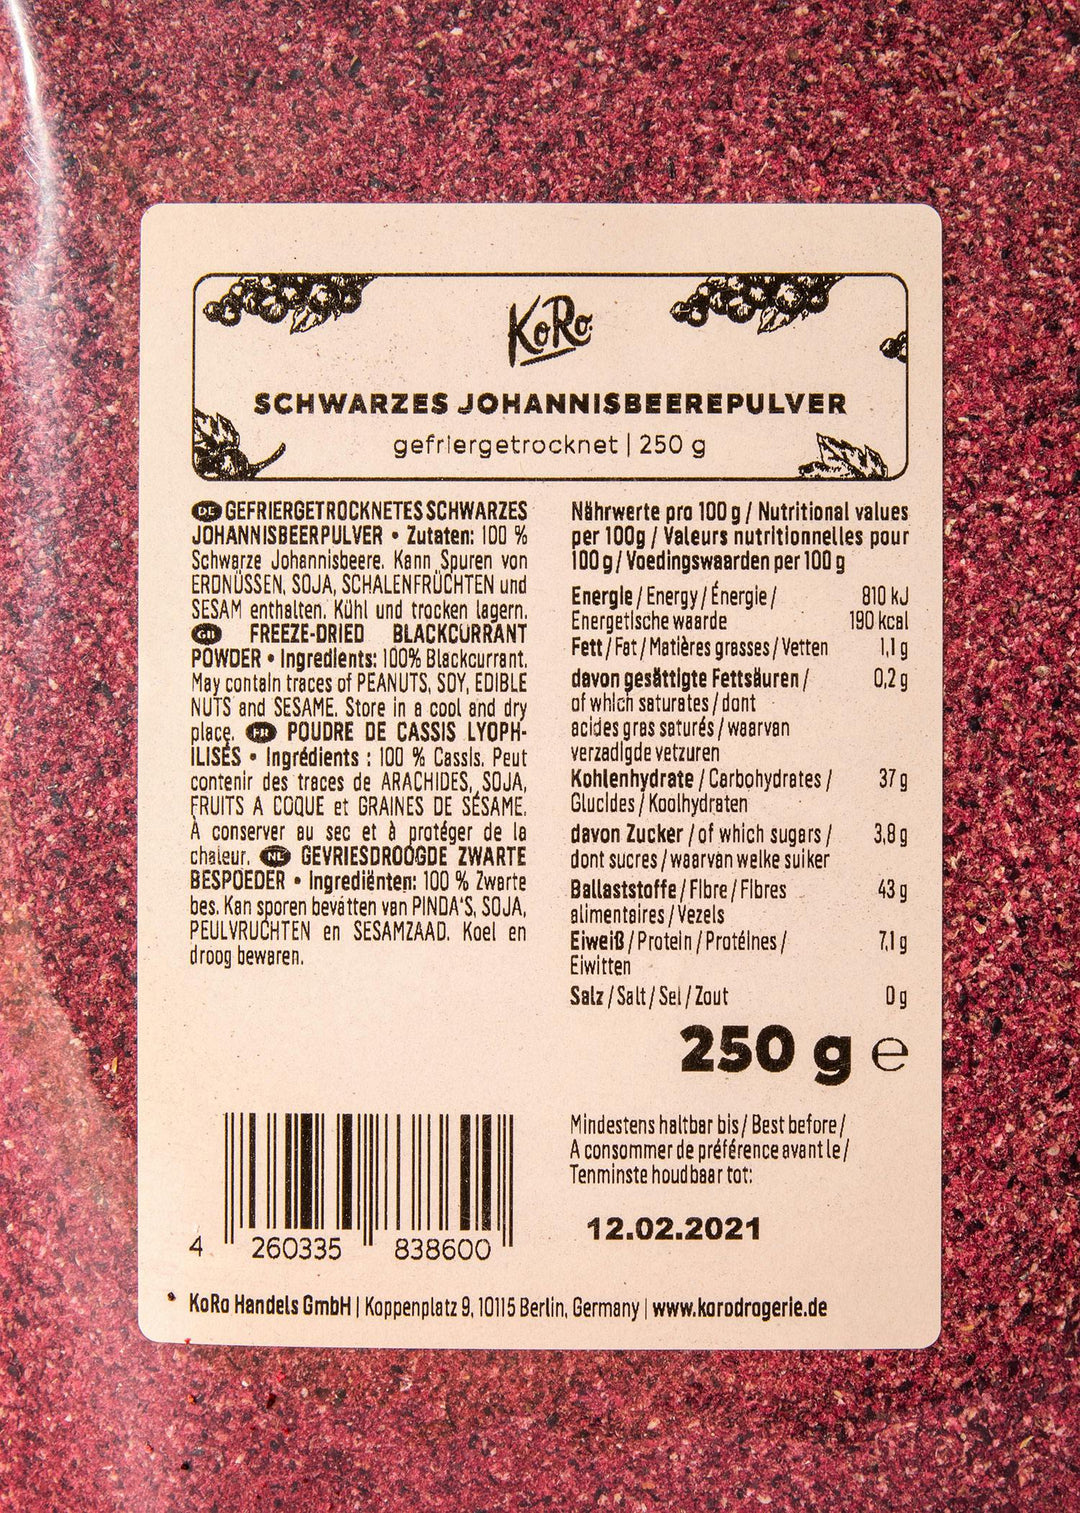 KoRo
SCHWARZES JOHANNISBEEREPULVER
gefriergetrocknet | 250 g
DE GEFRIERGETROCKNETES SCHWARZES
JOHANNISBEERPULVER • Zutaten: 100 %
Schwarze Johannisbeere. Kann Spuren von
ERDNÜSSEN, SOJA, SCHALENFRÜCHTEN und
SESAM enthalten. Kühl und trocken lagern.
GB FREEZE-DRIED BLACKCURRANT
POWDER • Ingredients: 100% Blackcurrant.
May contain traces of PEANUTS, SOY, EDIBLE
NUTS and SESAME. Store in a cool and dry
place. FR POUDRE DE CASSIS LYOPH-
ILISÉS • Ingrédients : 100 % Cassis. Peut
contenir des traces de ARACHIDES, SOJA,
FRUITS A COQUE et GRAINES DE SÉSAME.
À conserver au sec et à protéger de la
chaleur. NL GEVRIESDROOGDE ZWARTE
BESPOEDER • Ingrediënten: 100 % Zwarte
bes. Kan sporen bevatten van PINDA'S, SOJA,
PEULVRUCHTEN en SESAMZAAD. Koel en
droog bewaren.
Nährwerte pro 100 g / Nutritional values
per 100g / Valeurs nutritionnelles pour
100 g / Voedingswaarden per 100 g
Energie / Energy / Énergie / 810 kJ
Energetische waarde 190 kcal
Fett / Fat / Matières grasses / Vetten 1,1 g
davon gesättigte Fettsäuren / 0,2 g
of which saturates / dont
acides gras saturés / waarvan
verzadigde vetzuren
Kohlenhydrate / Carbohydrates / 37 g
Glucides / Koolhydraten
davon Zucker / of which sugars / 3,8 g
dont sucres / waarvan welke suiker
Ballaststoffe / Fibre / Fibres 43 g
alimentaires / Vezels
Eiweiß / Protein / Protéines / 7,1 g
Eiwitten
Salz / Salt / Sel / Zout 0 g
250 g e
Mindestens haltbar bis / Best before /
A consommer de préférence avant le /
Tenminste houdbaar tot:
12.02.2021
4 260335 838600
KoRo Handels GmbH | Koppenplatz 9, 10115 Berlin, Germany | www.korodrogerie.de